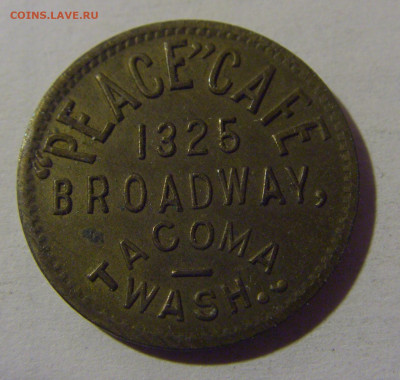 COINS.LAVE.RU
"PEACE" CAFE
1325
BROADWAY,
TACOMA
WASH.